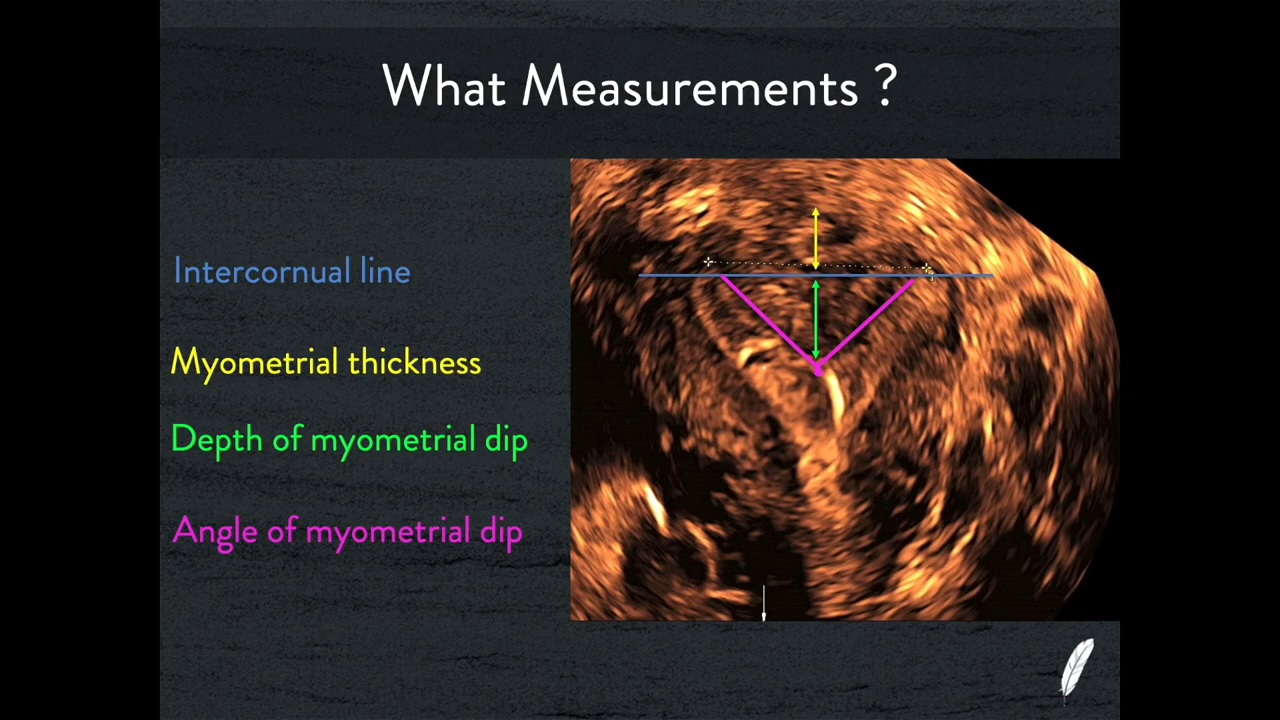 What Measurements ?
Intercornual line
Myometrial thickness
Depth of myometrial dip
Angle of myometrial dip